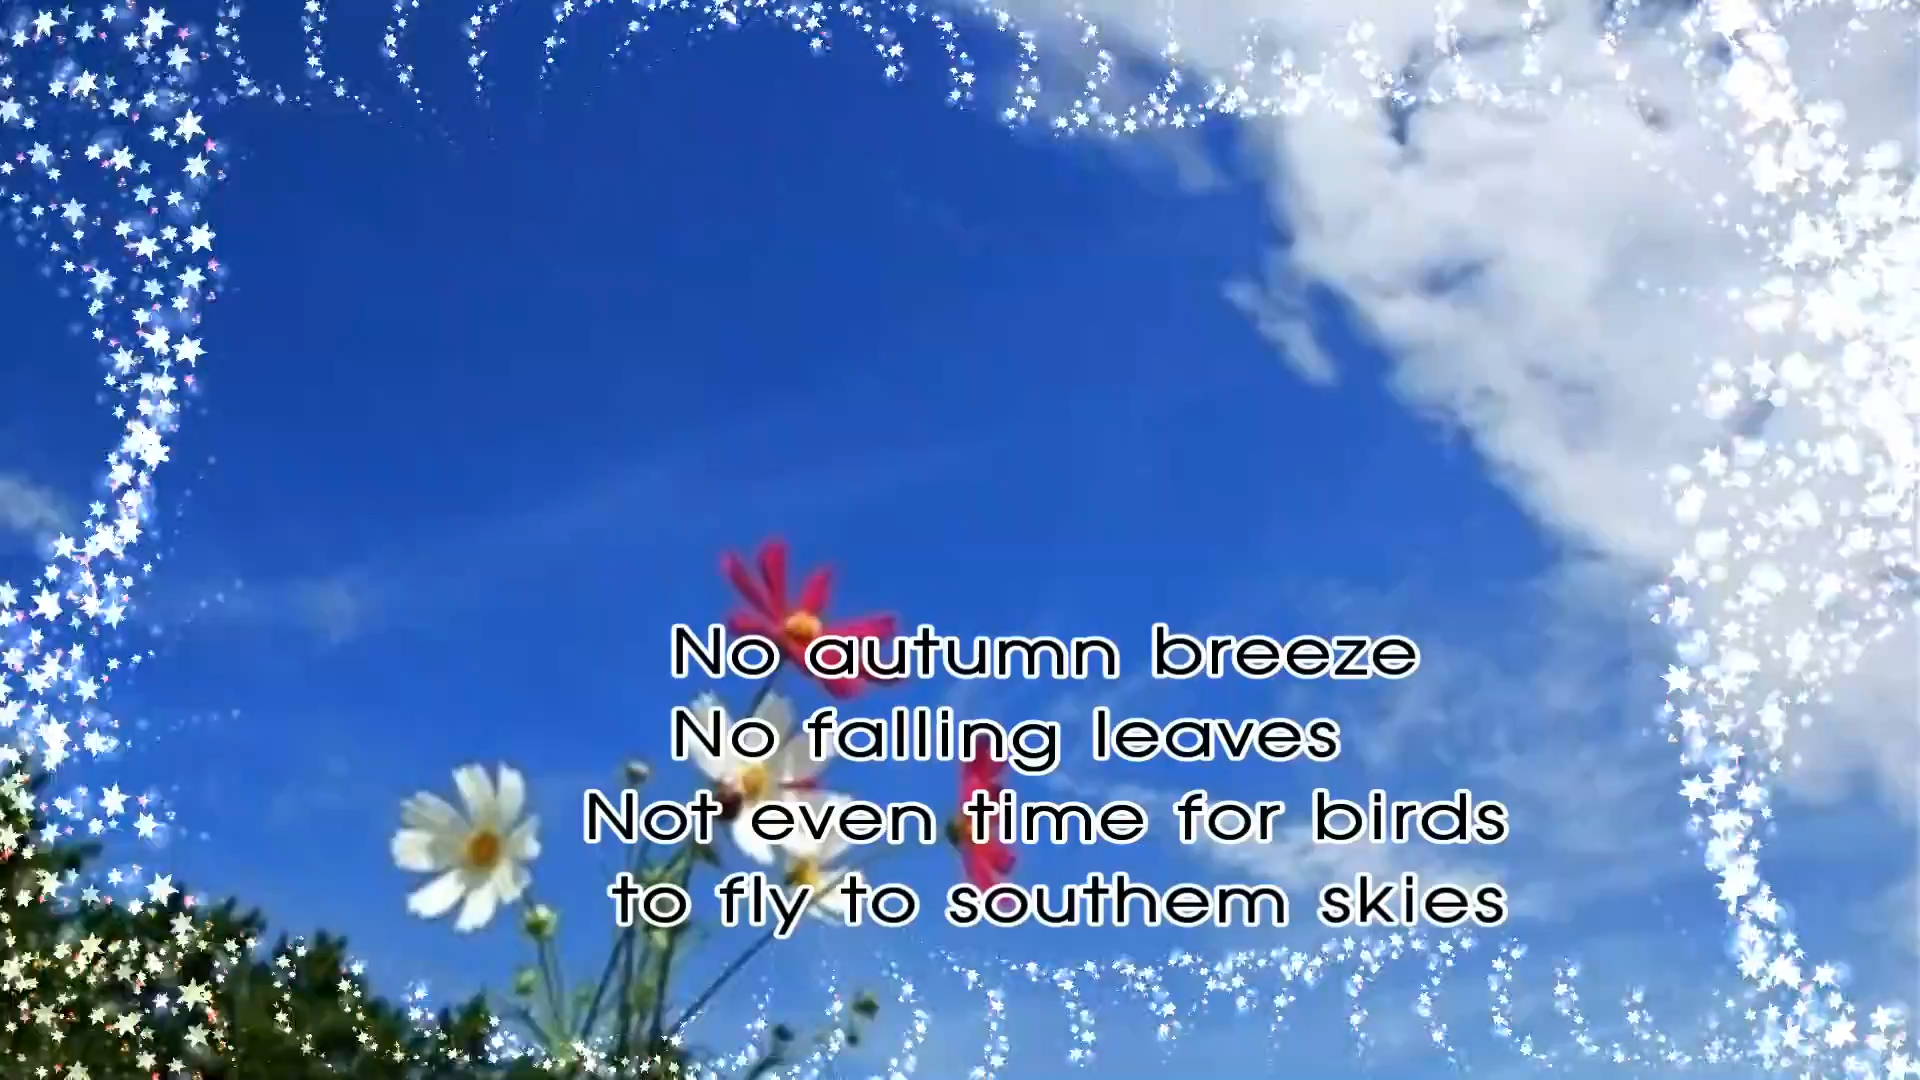 No autumn breeze
No falling leaves
Not even time for birds
to fly to southem skies